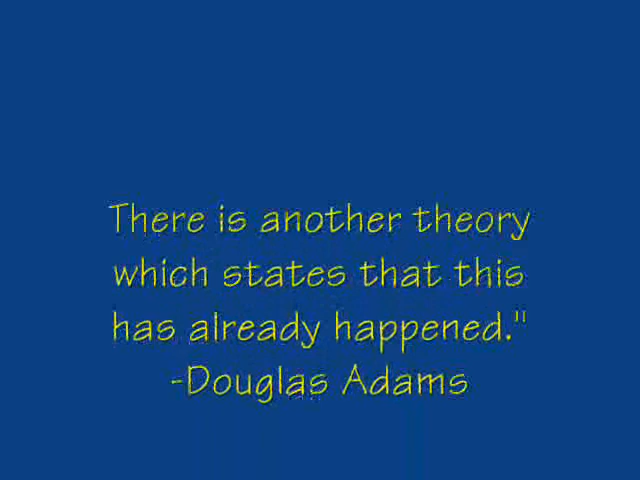 There is another theory
which states that this
has already happened."
-Douglas Adams